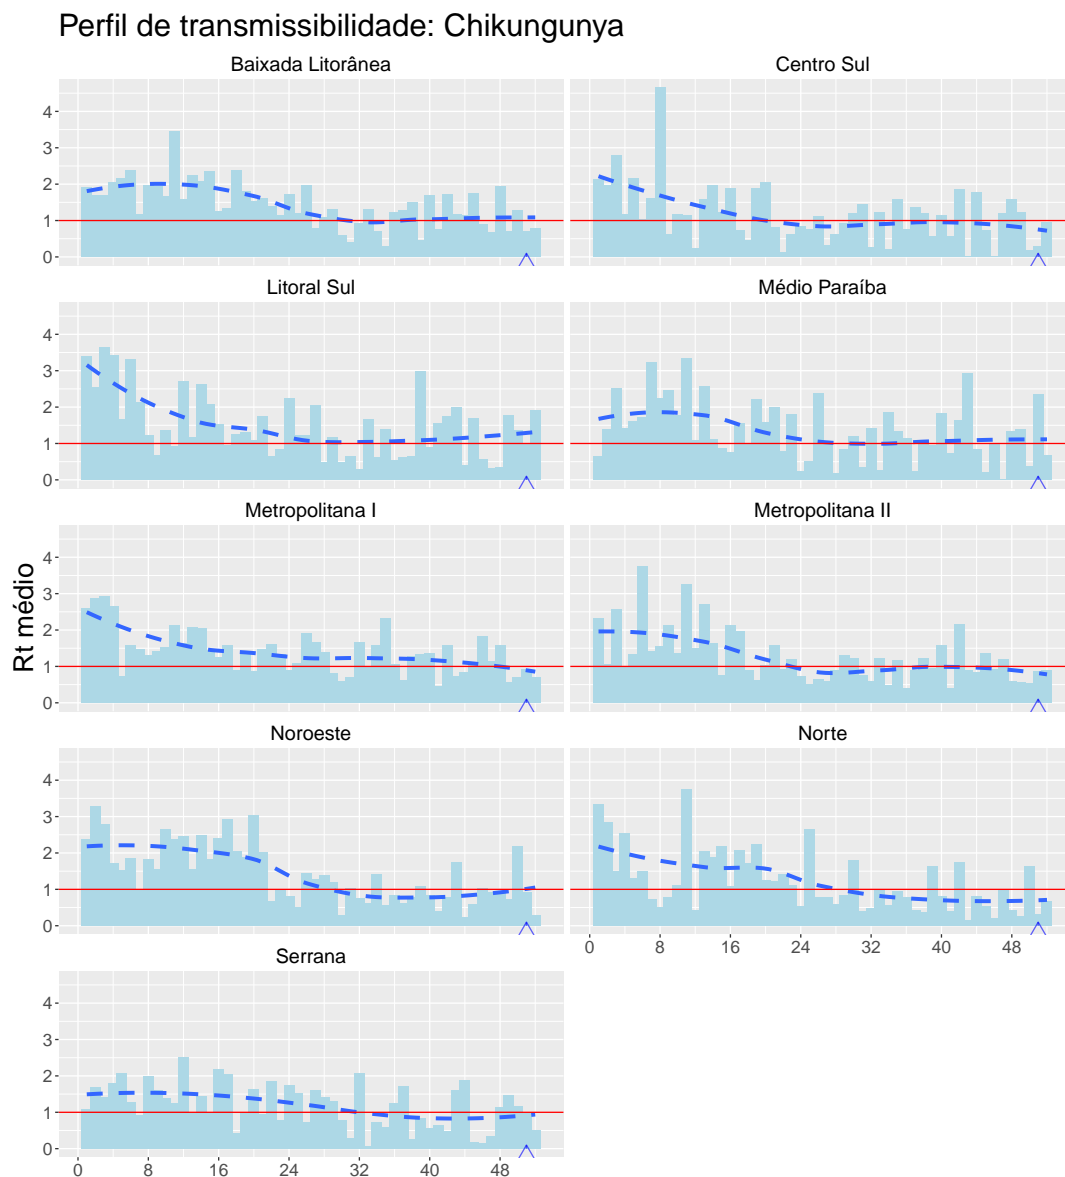 Perfil de transmissibilidade: Chikungunya
Baixada Litorânea
Centro Sul
4
3
2
1
0
Litoral Sul
Médio Paraíba
4
3
2
1
0
Metropolitana I
Metropolitana II
4
3
2
1
0
Rt médio
Noroeste
Norte
4
3
2
1
0
0 8 16 24 32 40 48
Serrana
4
3
2
1
0
0 8 16 24 32 40 48